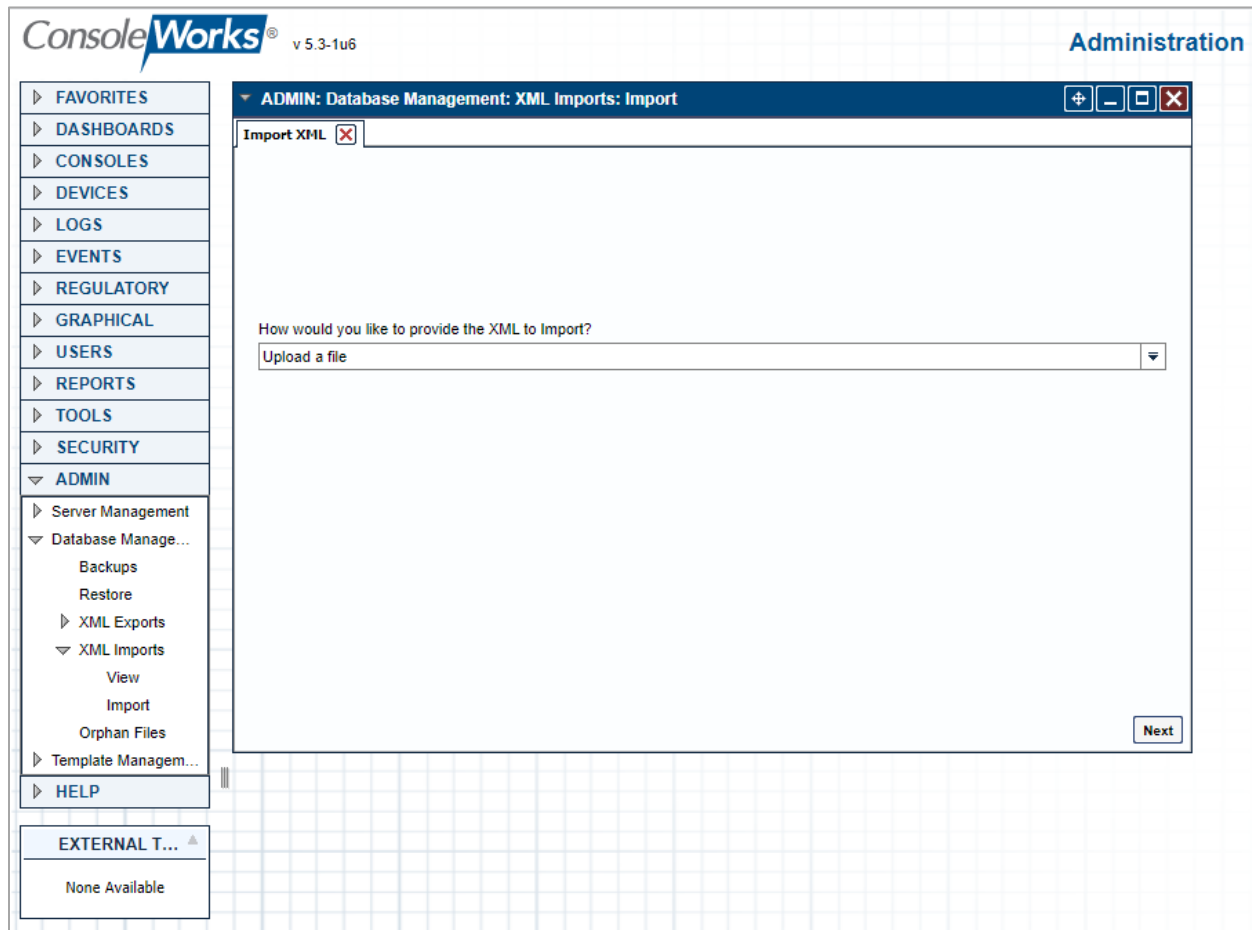 ConsoleWorks® v 5.3-1u6
Administration
FAVORITES
DASHBOARDS
CONSOLES
DEVICES
LOGS
EVENTS
REGULATORY
GRAPHICAL
USERS
REPORTS
TOOLS
SECURITY
ADMIN
Server Management
Database Manage...
Backups
Restore
XML Exports
XML Imports
View
Import
Orphan Files
Template Managem...
HELP
EXTERNAL T...
None Available
ADMIN: Database Management: XML Imports: Import
Import XML
How would you like to provide the XML to Import?
Upload a file
Next